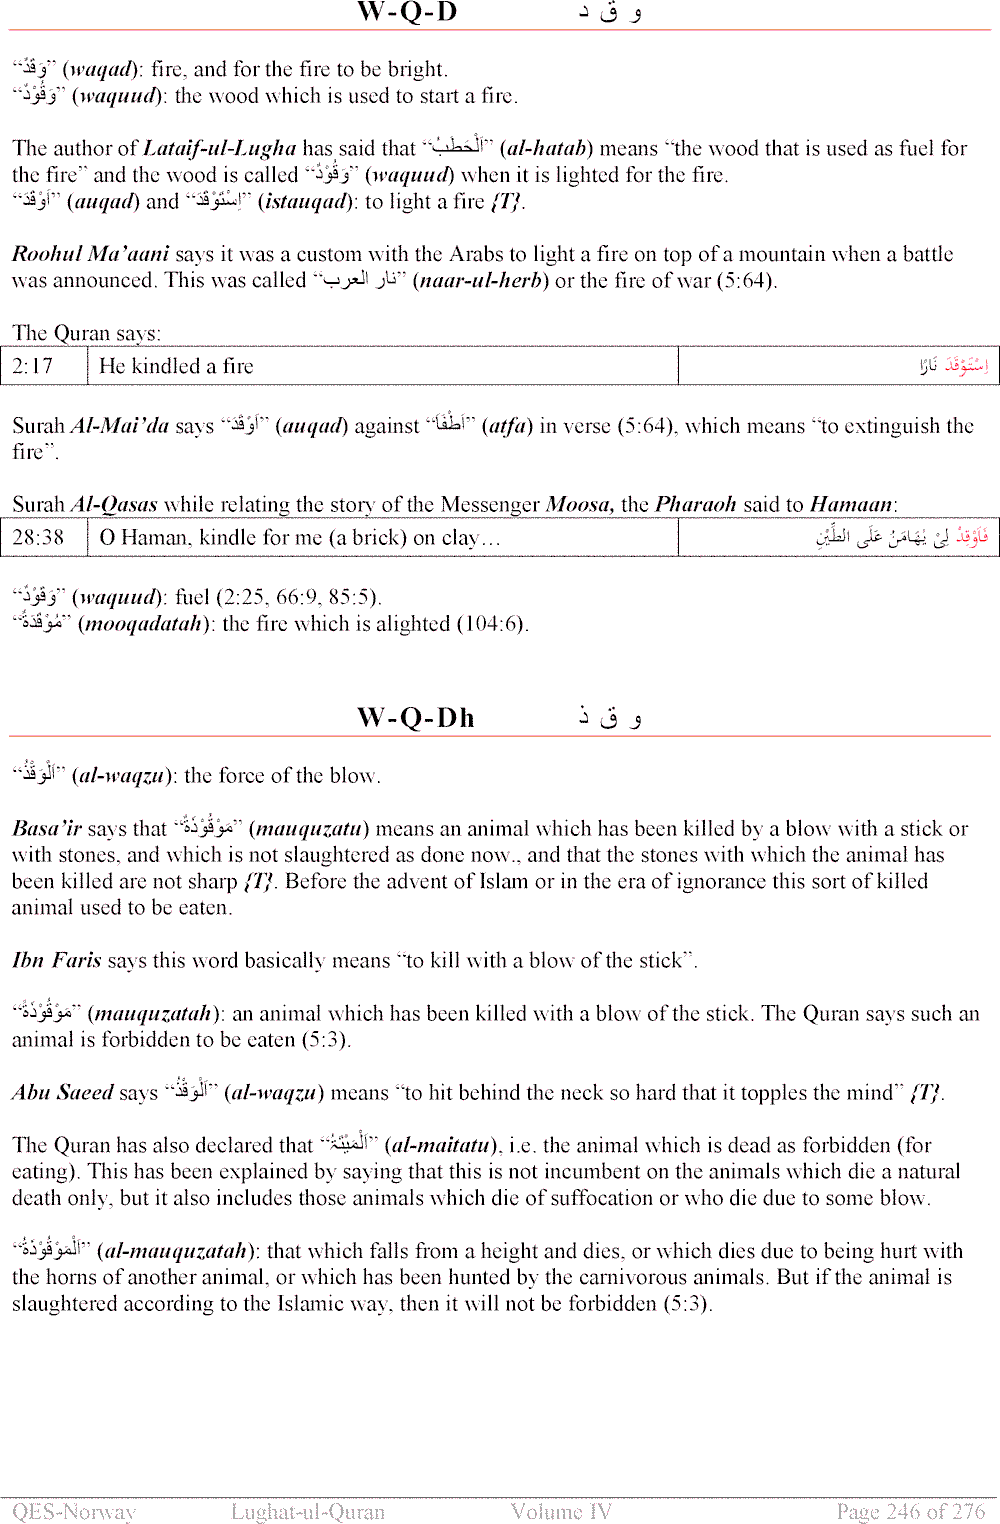 W-Q-D و ق د
“وَقْدٌ” (waqad): fire, and for the fire to be bright.
“وَقُوْدٌ” (waquud): the wood which is used to start a fire.
The author of Lataif-ul-Lugha has said that “اَلْحَطَبُ” (al-hatab) means “the wood that is used as fuel for
the fire” and the wood is called “وَقُوْدٌ” (waquud) when it is lighted for the fire.
“اَوْقَدَ” (auqad) and “اِسْتَوْقَدَ” (istauqad): to light a fire {T}.
Roohul Ma’aani says it was a custom with the Arabs to light a fire on top of a mountain when a battle
was announced. This was called “نار العرب” (naar-ul-herb) or the fire of war (5:64).
The Quran says:
2:17 He kindled a fire اِسْتَوْقَدَ نَارًا
Surah Al-Mai’da says “اَوْقَدَ” (auqad) against “اَطْفَاَ” (atfa) in verse (5:64), which means “to extinguish the
fire”.
Surah Al-Qasas while relating the story of the Messenger Moosa, the Pharaoh said to Hamaan:
28:38 O Haman, kindle for me (a brick) on clay… فَاَوْقِدْ لِىْ يٰهَامَنُ عَلَى الطِّيْنِ
“وَقُوْدٌ” (waquud): fuel (2:25, 66:9, 85:5).
“مُوْقَدَةٌ” (mooqadatah): the fire which is alighted (104:6).
W-Q-Dh و ق ذ
“اَلْوَقْذُ” (al-waqzu): the force of the blow.
Basa’ir says that “مَوْقُوْذَةٌ” (mauquzatu) means an animal which has been killed by a blow with a stick or
with stones, and which is not slaughtered as done now., and that the stones with which the animal has
been killed are not sharp {T}. Before the advent of Islam or in the era of ignorance this sort of killed
animal used to be eaten.
Ibn Faris says this word basically means “to kill with a blow of the stick”.
“مَوْقُوْذَةٌ” (mauquzatah): an animal which has been killed with a blow of the stick. The Quran says such an
animal is forbidden to be eaten (5:3).
Abu Saeed says “اَلْوَقْذُ” (al-waqzu) means “to hit behind the neck so hard that it topples the mind” {T}.
The Quran has also declared that “اَلْمَيْتَةُ” (al-maitatu), i.e. the animal which is dead as forbidden (for
eating). This has been explained by saying that this is not incumbent on the animals which die a natural
death only, but it also includes those animals which die of suffocation or who die due to some blow.
“اَلْمَوْقُوْذَةُ” (al-mauquzatah): that which falls from a height and dies, or which dies due to being hurt with
the horns of another animal, or which has been hunted by the carnivorous animals. But if the animal is
slaughtered according to the Islamic way, then it will not be forbidden (5:3).
QES-Norway Lughat-ul-Quran Volume IV Page 246 of 276